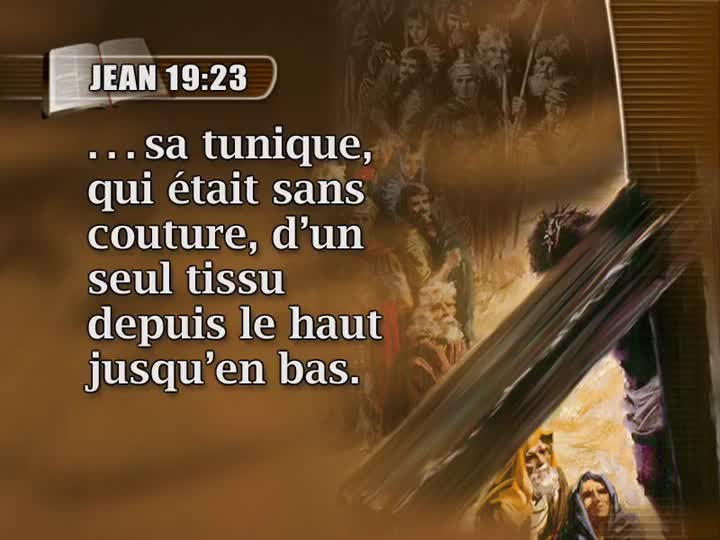 JEAN 19:23
. . . sa tunique,
qui était sans
couture, d’un
seul tissu
depuis le haut
jusqu’en bas.